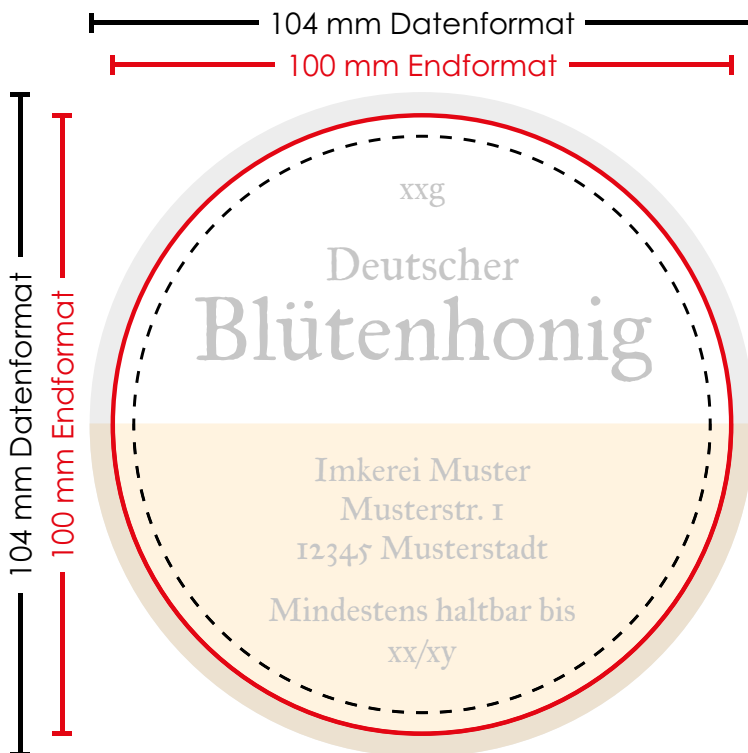 104 mm Datenformat
100 mm Endformat
104 mm Datenformat
100 mm Endformat
xxg
Deutscher
Blütenhonig
Imkerei Muster
Musterstr. 1
12345 Musterstadt
Mindestens haltbar bis
xx/xy